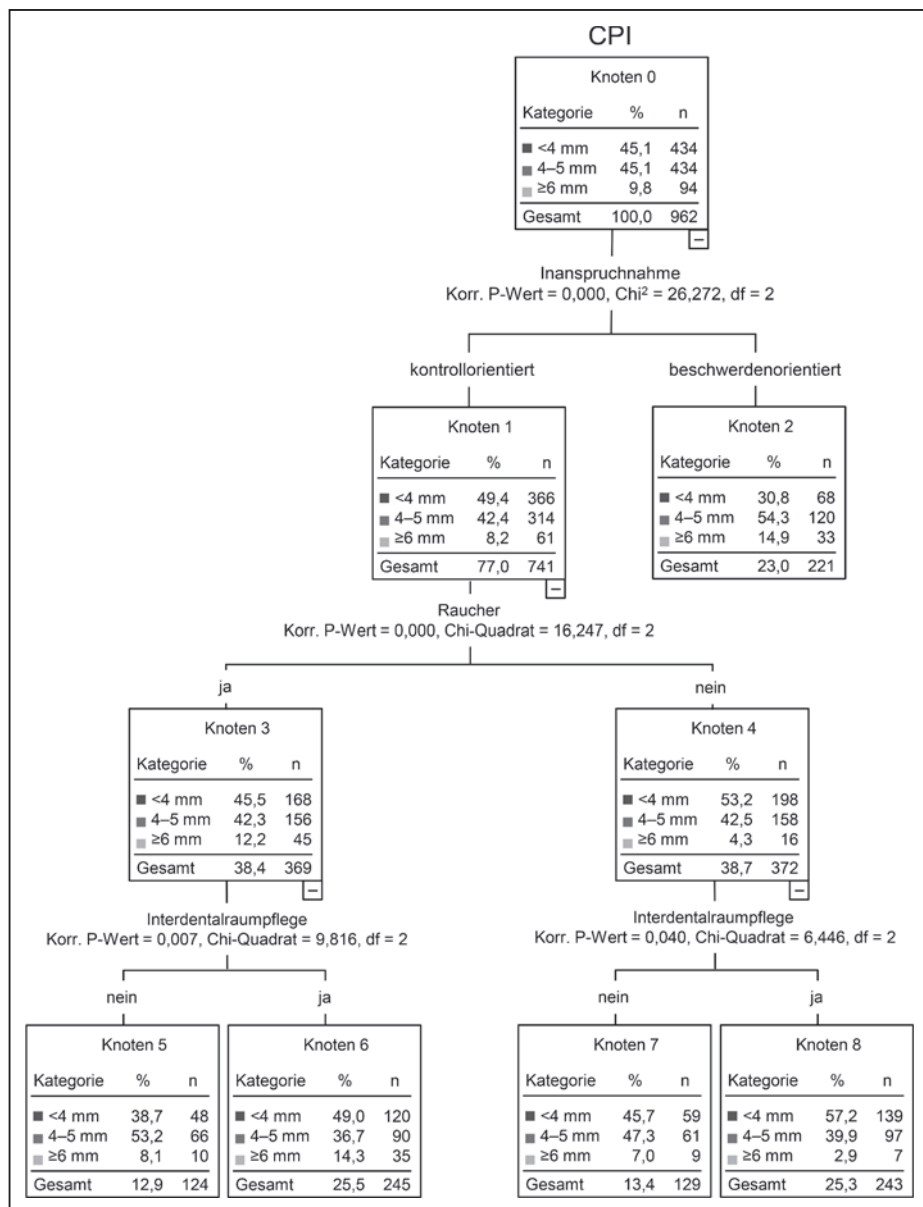 CPI
Knoten 0
Kategorie % n
<4 mm 45,1 434
4–5 mm 45,1 434
≥6 mm 9,8 94
Gesamt 100,0 962
Inanspruchnahme
Korr. P-Wert = 0,000, Chi² = 26,272, df = 2
kontrollorientiert
beschwerdenorientiert
Knoten 1
Kategorie % n
<4 mm 49,4 366
4–5 mm 42,4 314
≥6 mm 8,2 61
Gesamt 77,0 741
Knoten 2
Kategorie % n
<4 mm 30,8 68
4–5 mm 54,3 120
≥6 mm 14,9 33
Gesamt 23,0 221
Raucher
Korr. P-Wert = 0,000, Chi-Quadrat = 16,247, df = 2
ja
nein
Knoten 3
Kategorie % n
<4 mm 45,5 168
4–5 mm 42,3 156
≥6 mm 12,2 45
Gesamt 38,4 369
Knoten 4
Kategorie % n
<4 mm 53,2 198
4–5 mm 42,5 158
≥6 mm 4,3 16
Gesamt 38,7 372
Interdentalraumpflege
Korr. P-Wert = 0,007, Chi-Quadrat = 9,816, df = 2
Interdentalraumpflege
Korr. P-Wert = 0,040, Chi-Quadrat = 6,446, df = 2
nein
ja
nein
ja
Knoten 5
Kategorie % n
<4 mm 38,7 48
4–5 mm 53,2 66
≥6 mm 8,1 10
Gesamt 12,9 124
Knoten 6
Kategorie % n
<4 mm 49,0 120
4–5 mm 36,7 90
≥6 mm 14,3 35
Gesamt 25,5 245
Knoten 7
Kategorie % n
<4 mm 45,7 59
4–5 mm 47,3 61
≥6 mm 7,0 9
Gesamt 13,4 129
Knoten 8
Kategorie % n
<4 mm 57,2 139
4–5 mm 39,9 97
≥6 mm 2,9 7
Gesamt 25,3 243